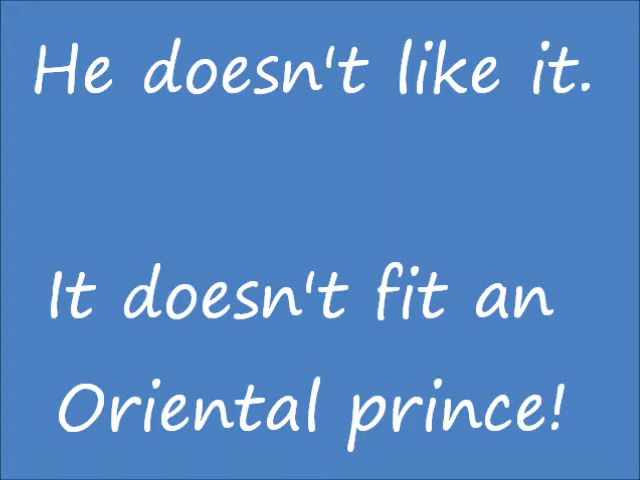 He doesn't like it.
It doesn't fit an
Oriental prince!